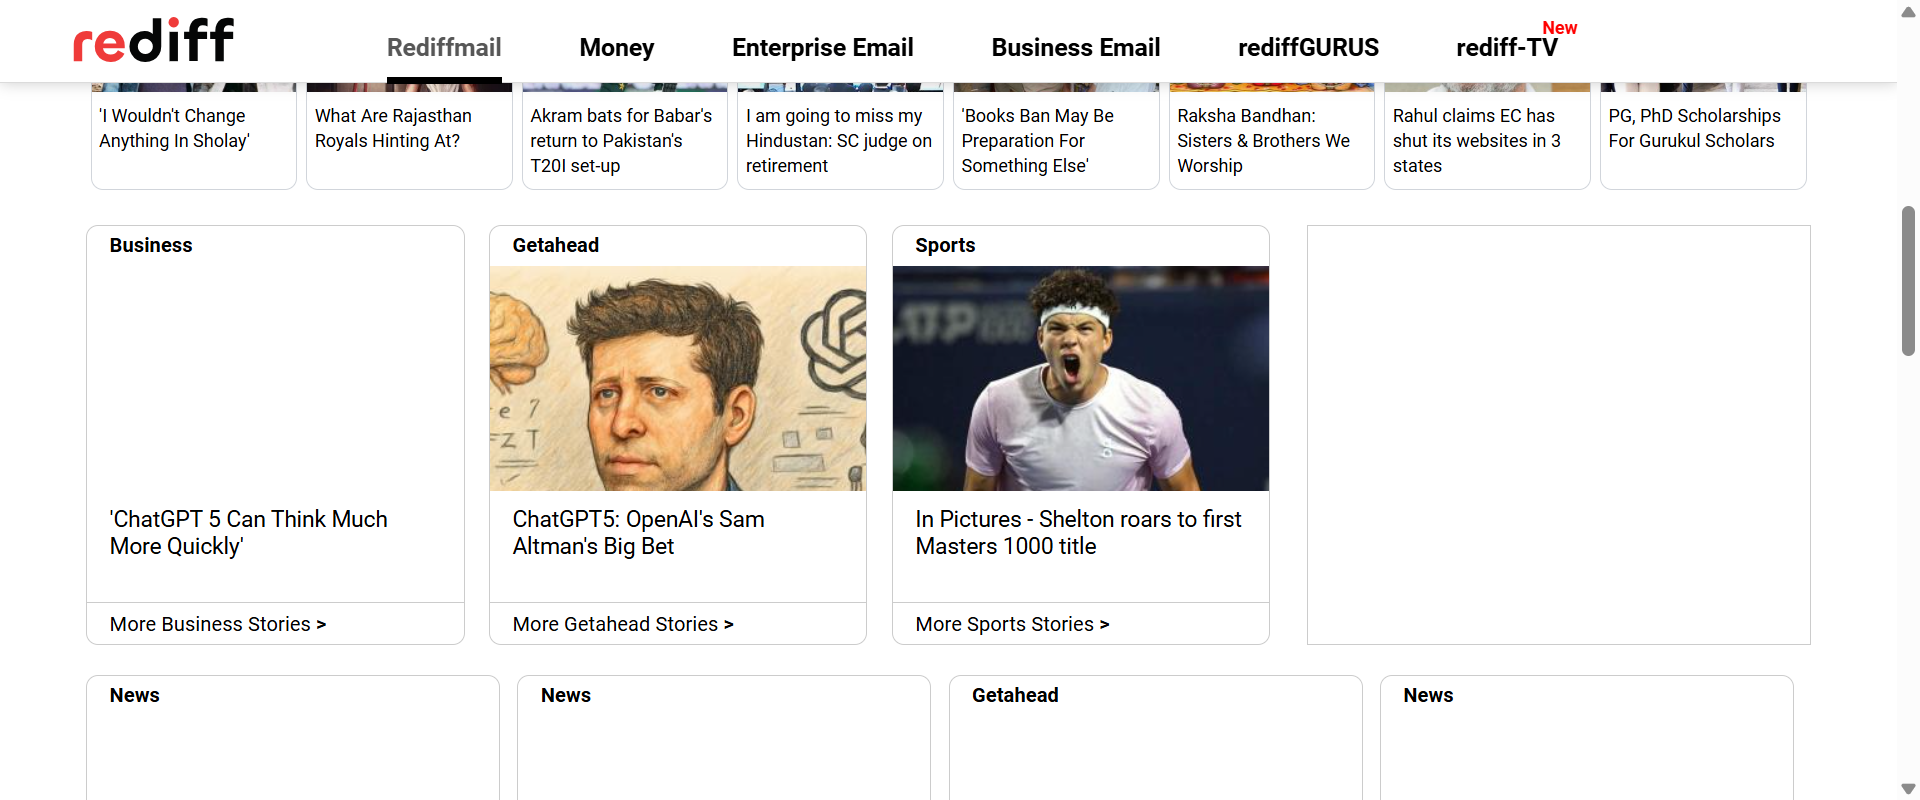 rediff
Rediffmail
Money
Enterprise Email
Business Email
rediffGURUS
rediff-TV
New
'I Wouldn't Change
Anything In Sholay'
What Are Rajasthan
Royals Hinting At?
Akram bats for Babar's
return to Pakistan's
T20I set-up
I am going to miss my
Hindustan: SC judge on
retirement
'Books Ban May Be
Preparation For
Something Else'
Raksha Bandhan:
Sisters & Brothers We
Worship
Rahul claims EC has
shut its websites in 3
states
PG, PhD Scholarships
For Gurukul Scholars
Business
'ChatGPT 5 Can Think Much
More Quickly'
More Business Stories >
Getahead
e 7
Z T
ChatGPT5: OpenAI's Sam
Altman's Big Bet
More Getahead Stories >
Sports
ATP
In Pictures - Shelton roars to first
Masters 1000 title
More Sports Stories >
News
News
Getahead
News